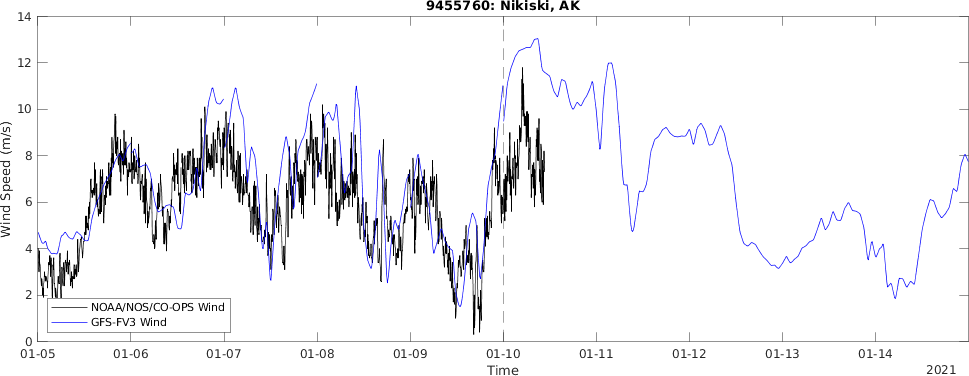 9455760: Nikiski, AK
14
12
10
8
6
4
2
0
Wind Speed (m/s)
NOAA/NOS/CO-OPS Wind
GFS-FV3 Wind
01-05 01-06 01-07 01-08 01-09 01-10 01-11 01-12 01-13 01-14
Time
2021